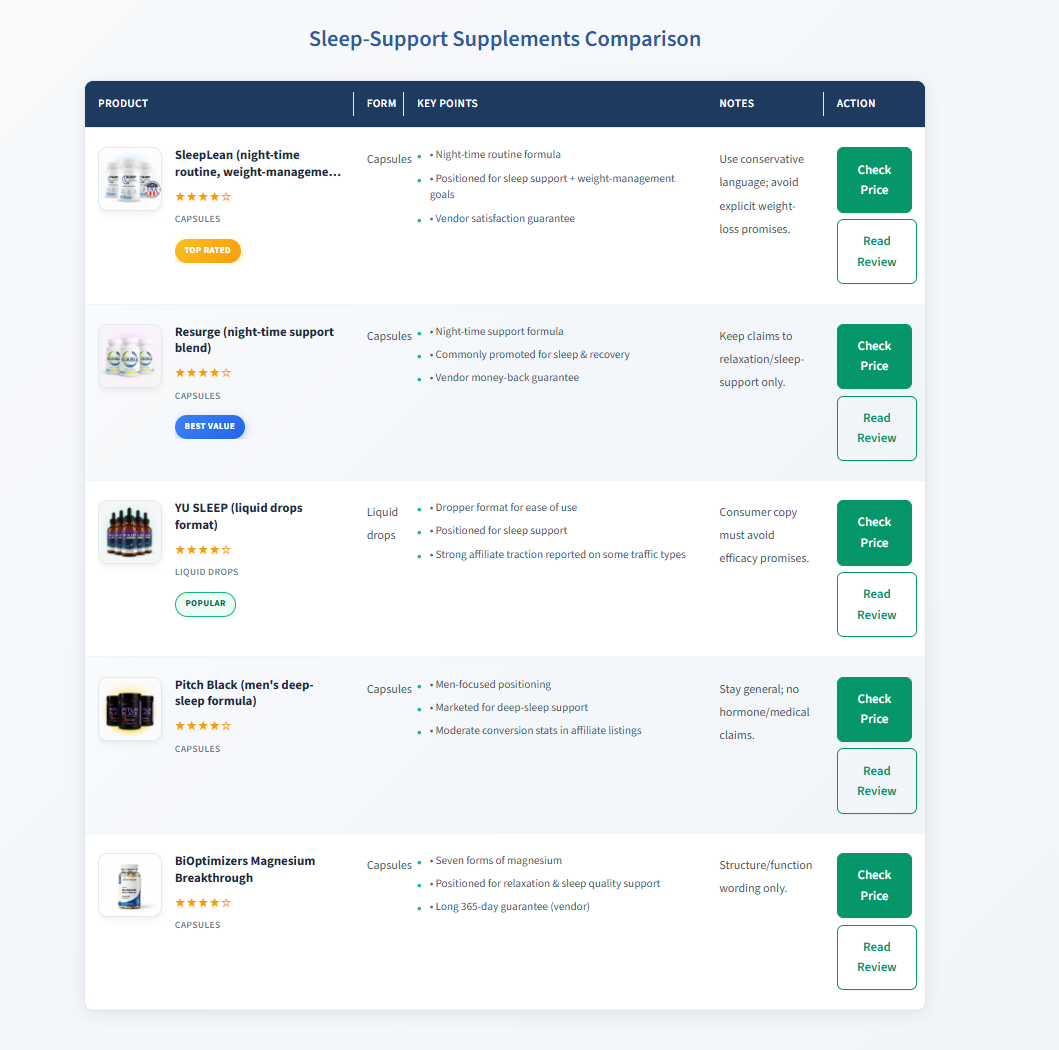 Sleep-Support Supplements Comparison
PRODUCT FORM KEY POINTS NOTES ACTION
SleepLean (night-time
routine, weight-manageme...
★★★★☆
CAPSULES
TOP RATED
Capsules
• Night-time routine formula
• Positioned for sleep support + weight-management
goals
• Vendor satisfaction guarantee
Use conservative
language; avoid
explicit weight-
loss promises.
Check
Price
Read
Review
Resurge (night-time support
blend)
★★★★☆
CAPSULES
BEST VALUE
Capsules
• Night-time support formula
• Commonly promoted for sleep & recovery
• Vendor money-back guarantee
Keep claims to
relaxation/sleep-
support only.
Check
Price
Read
Review
YU SLEEP (liquid drops
format)
★★★★☆
LIQUID DROPS
POPULAR
Liquid
drops
• Dropper format for ease of use
• Positioned for sleep support
• Strong affiliate traction reported on some traffic types
Consumer copy
must avoid
efficacy promises.
Check
Price
Read
Review
Pitch Black (men's deep-
sleep formula)
★★★★☆
CAPSULES
Capsules
• Men-focused positioning
• Marketed for deep-sleep support
• Moderate conversion stats in affiliate listings
Stay general; no
hormone/medical
claims.
Check
Price
Read
Review
BiOptimizers Magnesium
Breakthrough
★★★★☆
CAPSULES
Capsules
• Seven forms of magnesium
• Positioned for relaxation & sleep quality support
• Long 365-day guarantee (vendor)
Structure/function
wording only.
Check
Price
Read
Review